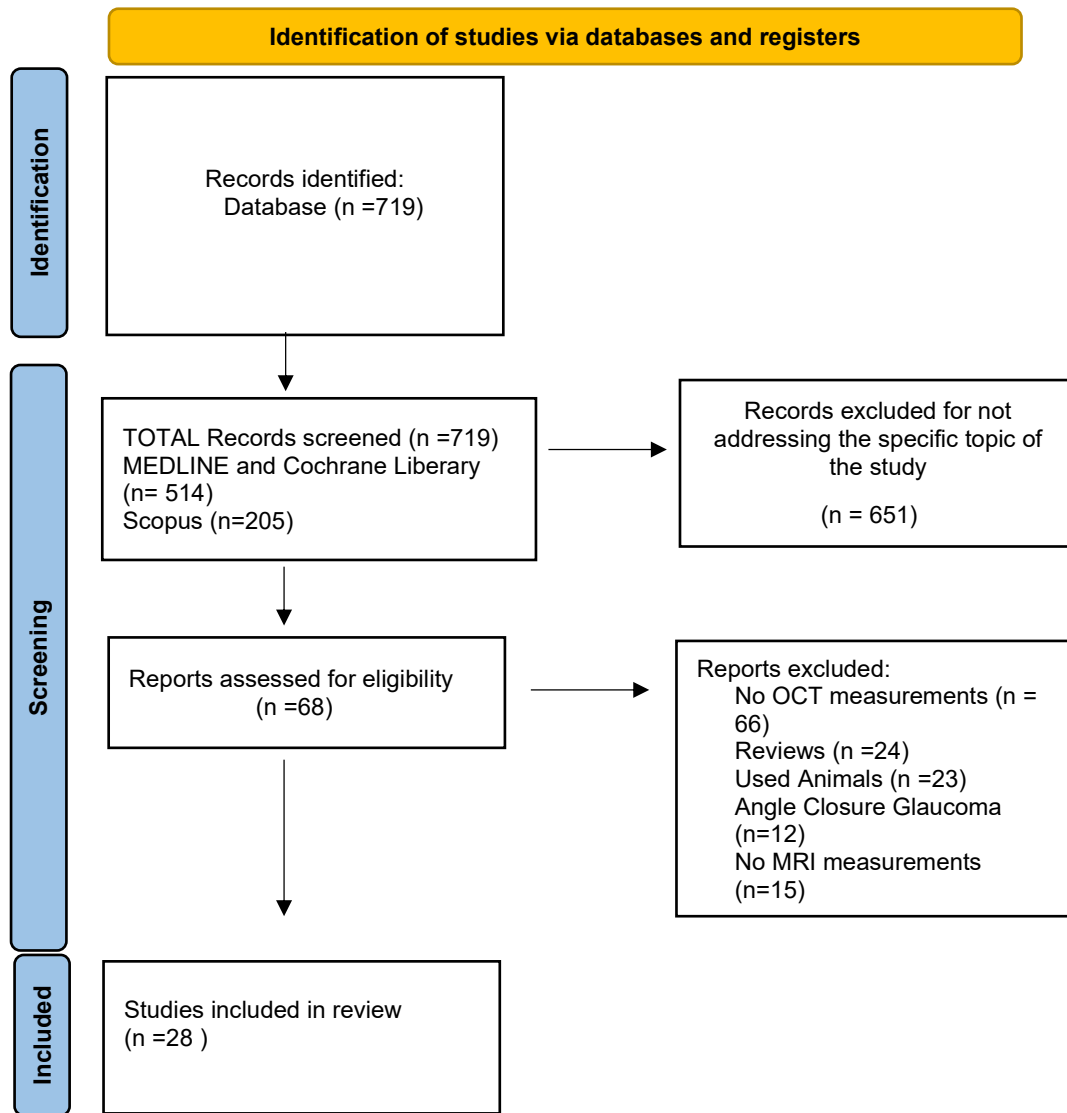 Identification of studies via databases and registers
Identification
Records identified:
Database (n =719)
TOTAL Records screened (n =719)
MEDLINE and Cochrane Liberary
(n= 514)
Scopus (n=205)
Records excluded for not
addressing the specific topic of
the study
(n = 651)
Screening
Reports assessed for eligibility
(n =68)
Reports excluded:
No OCT measurements (n =
66)
Reviews (n =24)
Used Animals (n =23)
Angle Closure Glaucoma
(n=12)
No MRI measurements
(n=15)
Included
Studies included in review
(n =28 )